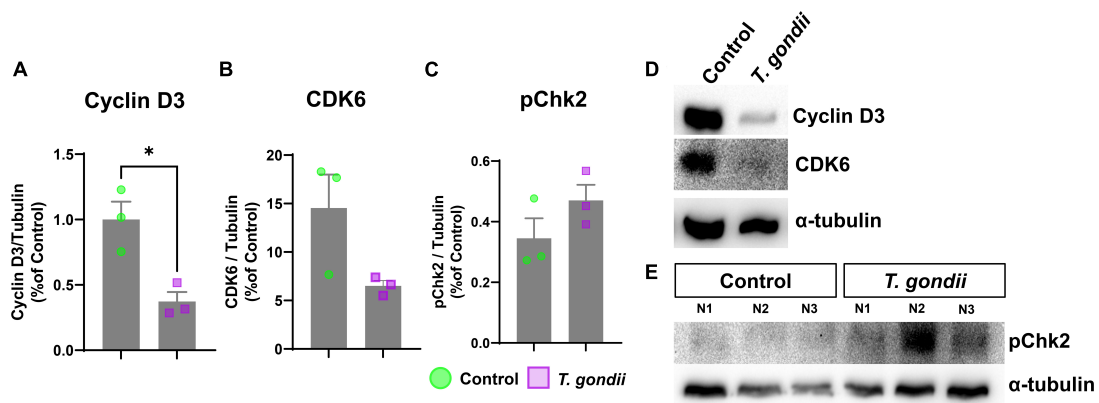 A
Cyclin D3
Cyclin D3/Tubulin
(%of Control)
1.5
1.0
0.5
0.0
*
B
CDK6
CDK6 / Tubulin
(%of Control)
20
15
10
5
0
C
pChk2
pChk2 / Tubulin
(%of Control)
0.6
0.4
0.2
0.0
Control T. gondii
D
Control T. gondii
Cyclin D3
CDK6
α-tubulin
E
Control T. gondii
N1 N2 N3 N1 N2 N3
pChk2
α-tubulin